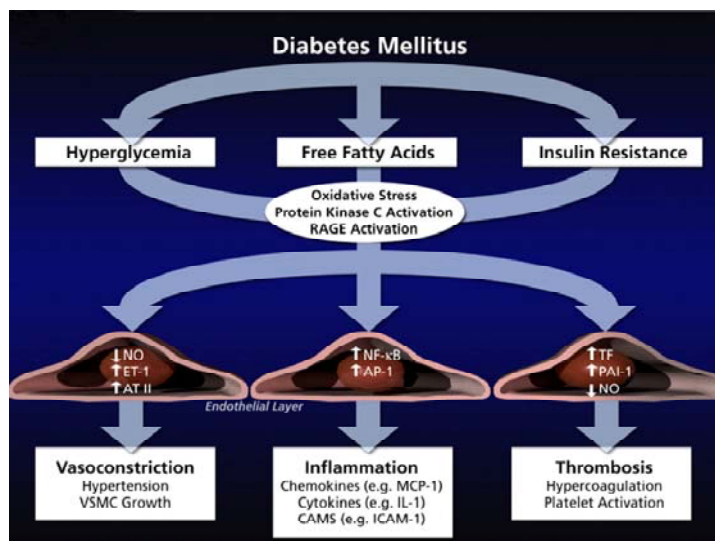 Diabetes Mellitus
Hyperglycemia
Free Fatty Acids
Insulin Resistance
Oxidative Stress
Protein Kinase C Activation
RAGE Activation
↓NO
↑ET-1
↑AT II
↑NF-κB
↑AP-1
↑TF
↑PAI-1
↓NO
Endothelial Layer
Vasoconstriction
Hypertension
VSMC Growth
Inflammation
Chemokines (e.g. MCP-1)
Cytokines (e.g. IL-1)
CAMS (e.g. ICAM-1)
Thrombosis
Hypercoagulation
Platelet Activation